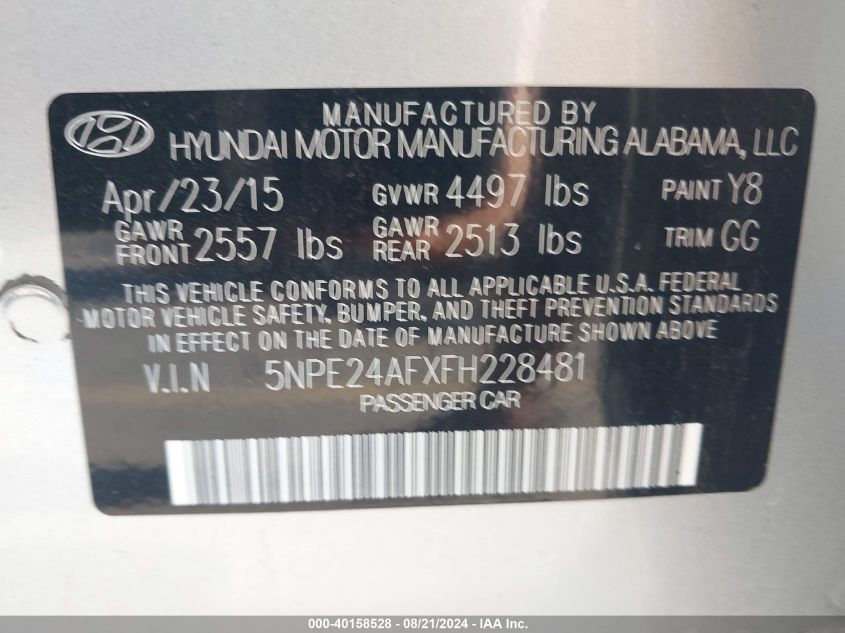 MANUFACTURED BY
HYUNDAI MOTOR MANUFACTURING ALABAMA, LLC
Apr/23/15 GVWR 4497 lbs PAINT Y8
GAWR FRONT 2557 lbs GAWR REAR 2513 lbs TRIM GG
THIS VEHICLE CONFORMS TO ALL APPLICABLE U.S.A. FEDERAL
MOTOR VEHICLE SAFETY, BUMPER, AND THEFT PREVENTION STANDARDS
IN EFFECT ON THE DATE OF MANUFACTURE SHOWN ABOVE
V.I.N 5NPE24AFXFH228481
PASSENGER CAR
000-40158528 - 08/21/2024 - IAA Inc.